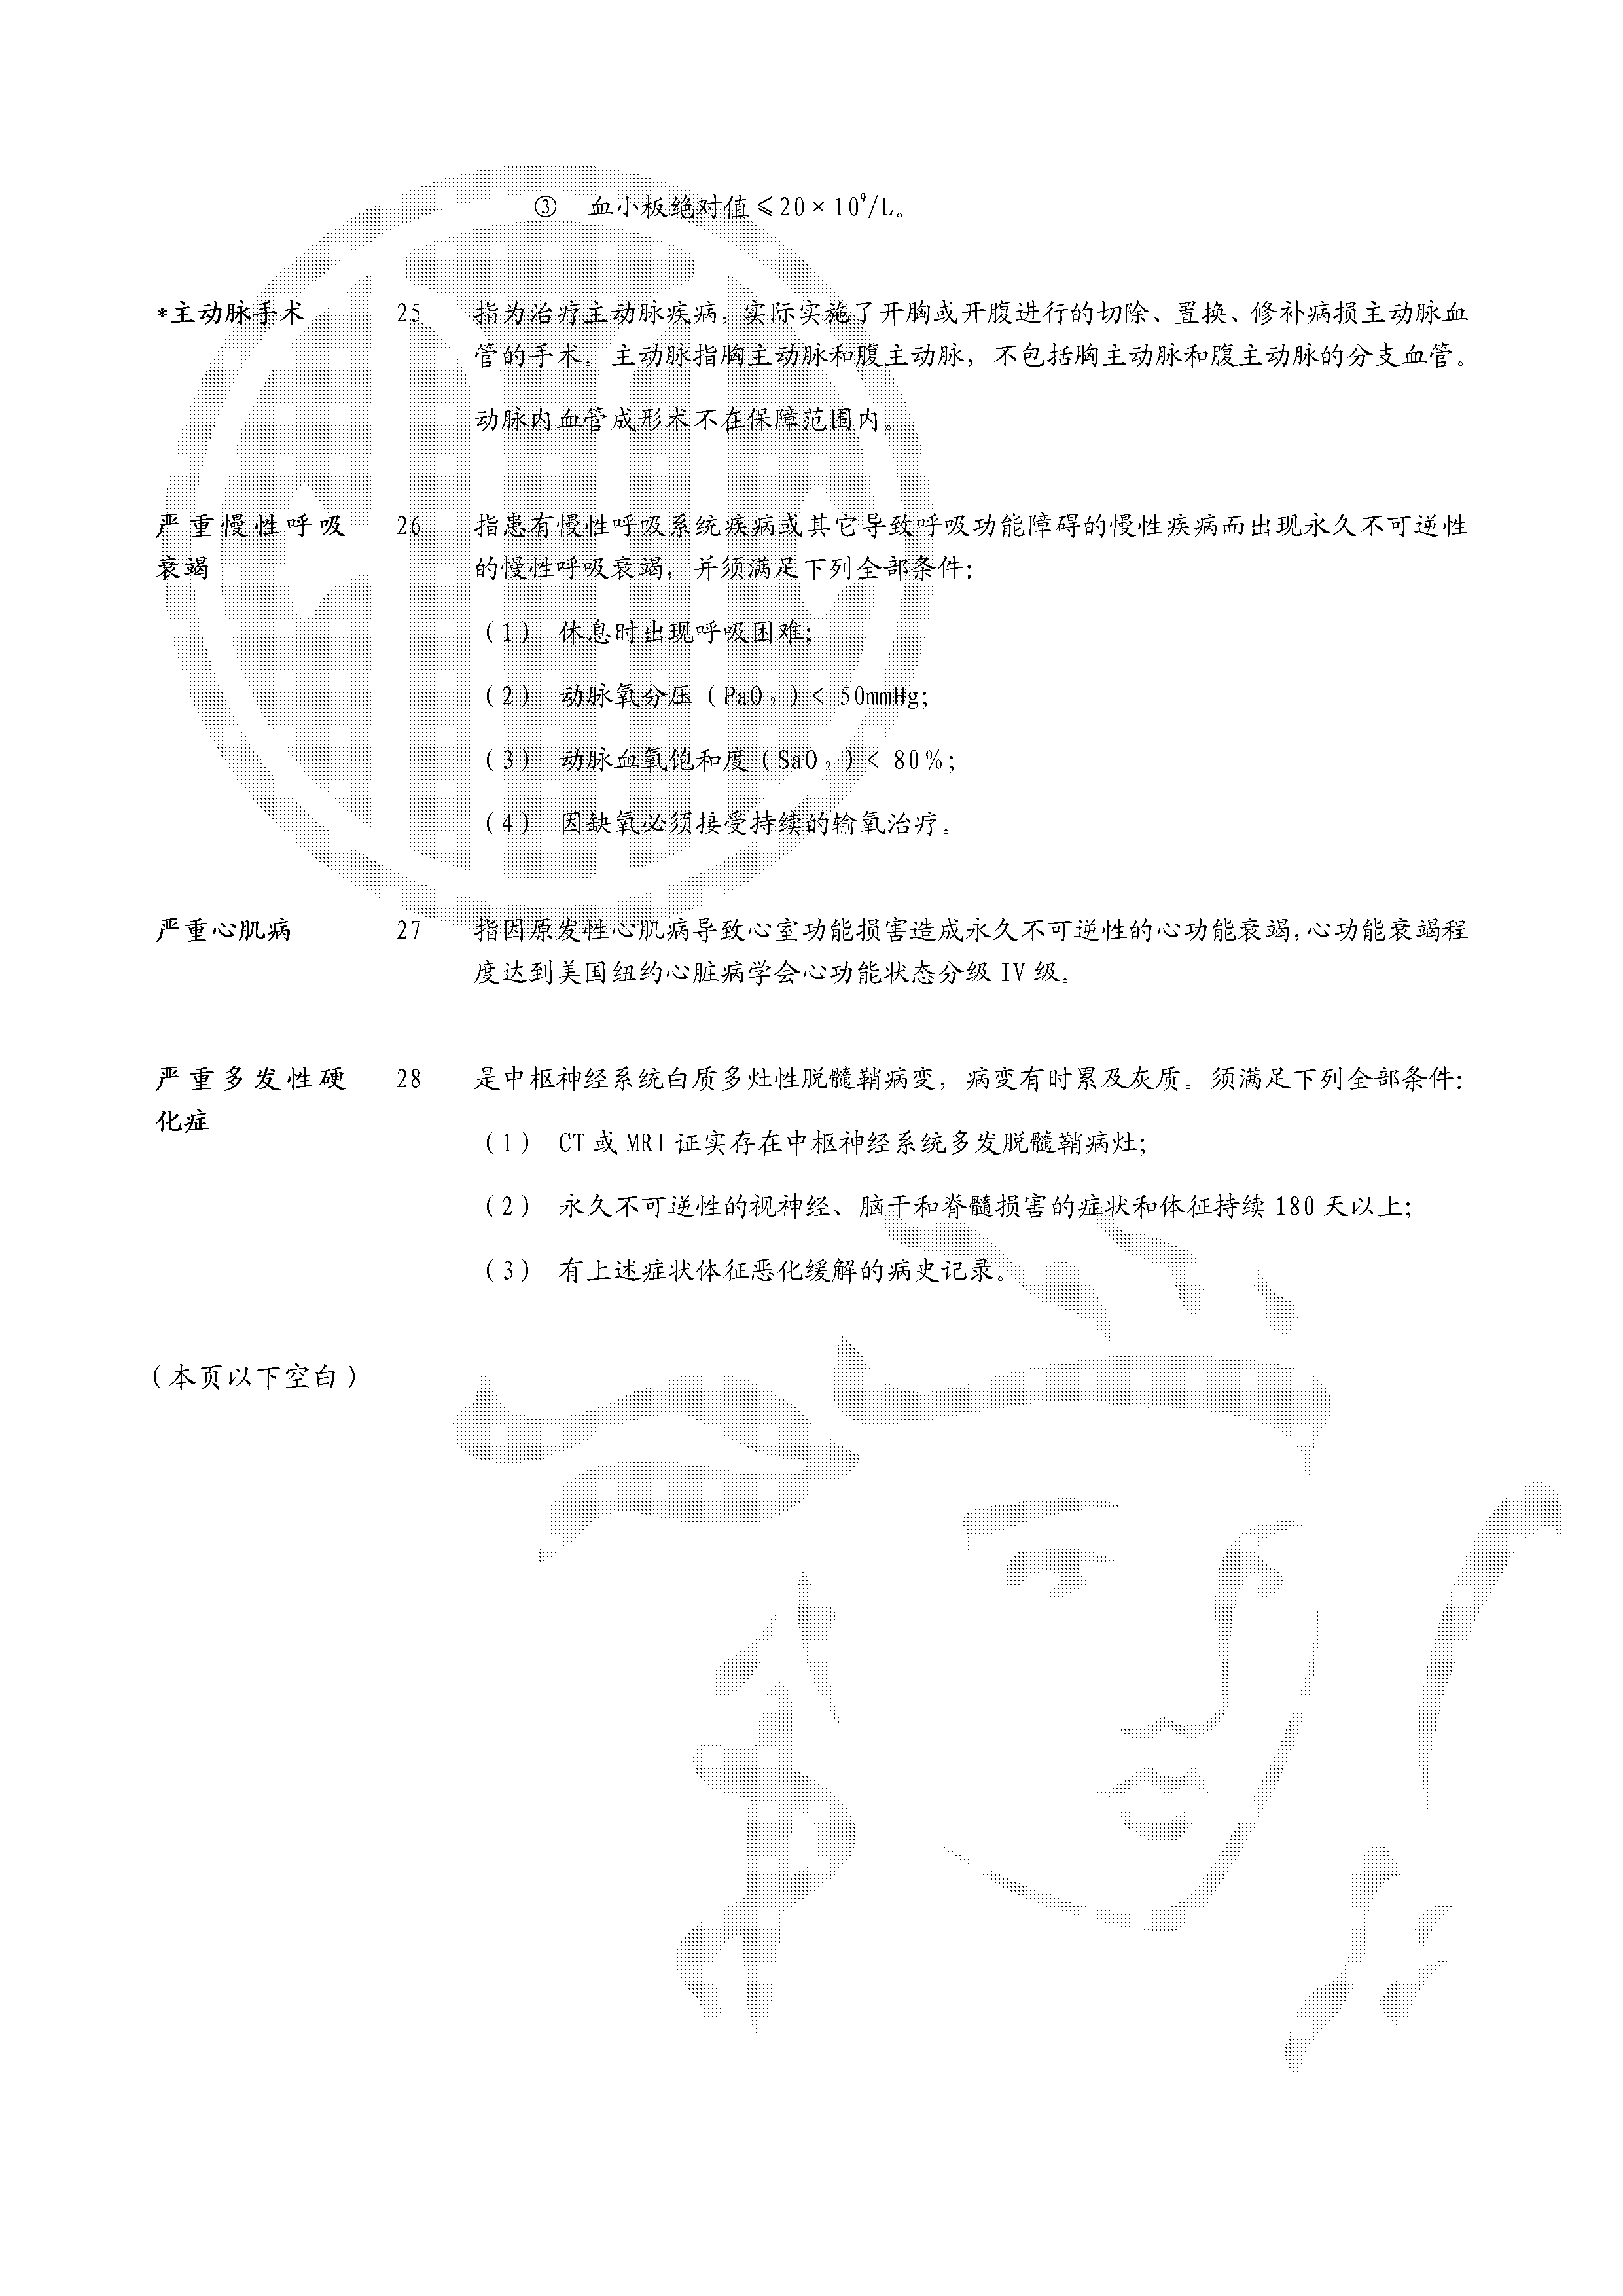 ③ 血小板绝对值≤20×10⁹/L。
*主动脉手术 25 指为治疗主动脉疾病，实际实施了开胸或开腹进行的切除、置换、修补病损主动脉血
管的手术。主动脉指胸主动脉和腹主动脉，不包括胸主动脉和腹主动脉的分支血管。
动脉内血管成形术不在保障范围内。
严重慢性呼吸 26 指患有慢性呼吸系统疾病或其它导致呼吸功能障碍的慢性疾病而出现永久不可逆性
衰竭 的慢性呼吸衰竭，并须满足下列全部条件：
（1） 休息时出现呼吸困难；
（2） 动脉氧分压（PaO₂）< 50mmHg；
（3） 动脉血氧饱和度（SaO₂）< 80%；
（4） 因缺氧必须接受持续的输氧治疗。
严重心肌病 27 指因原发性心肌病导致心室功能损害造成永久不可逆性的心功能衰竭，心功能衰竭程
度达到美国纽约心脏病学会心功能状态分级 IV 级。
严重多发性硬 28 是中枢神经系统白质多灶性脱髓鞘病变，病变有时累及灰质。须满足下列全部条件：
化症
（1） CT 或 MRI 证实存在中枢神经系统多发脱髓鞘病灶；
（2） 永久不可逆性的视神经、脑干和脊髓损害的症状和体征持续 180 天以上；
（3） 有上述症状体征恶化缓解的病史记录。
（本页以下空白）